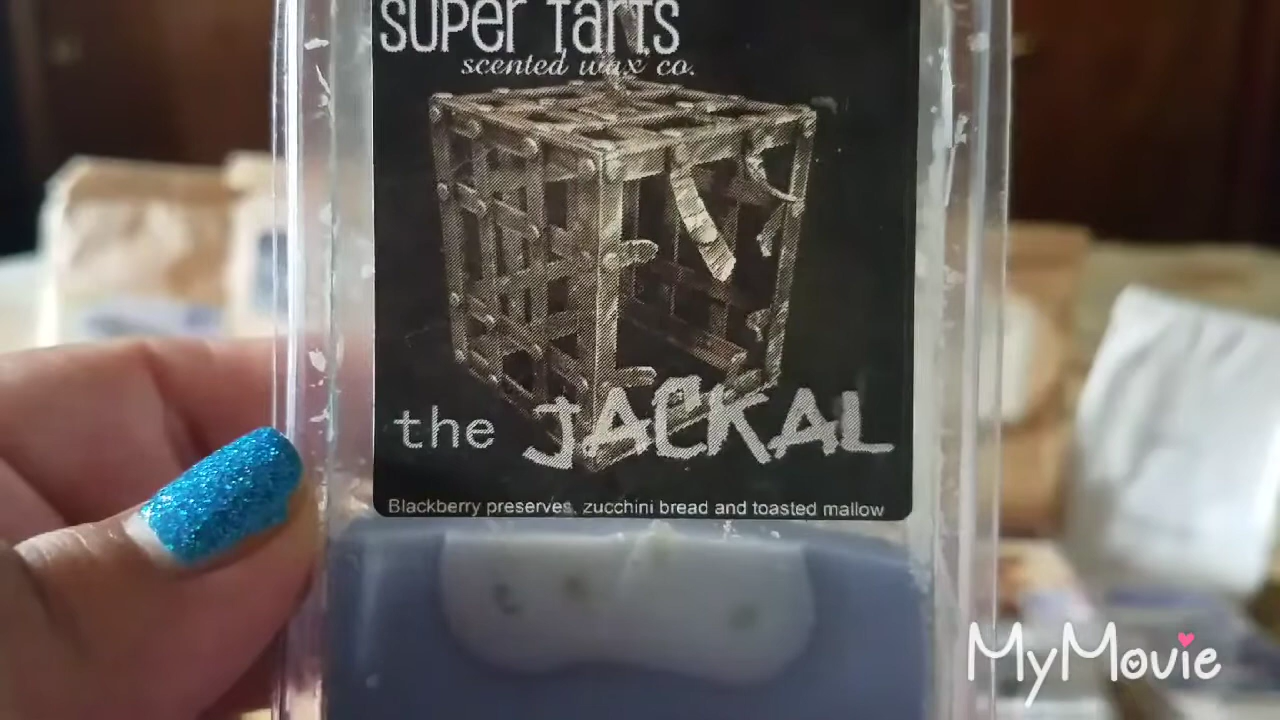 super tarts
scented wax co.
the JACKAL
Blackberry preserves, zucchini bread and toasted mallow
MyMovie